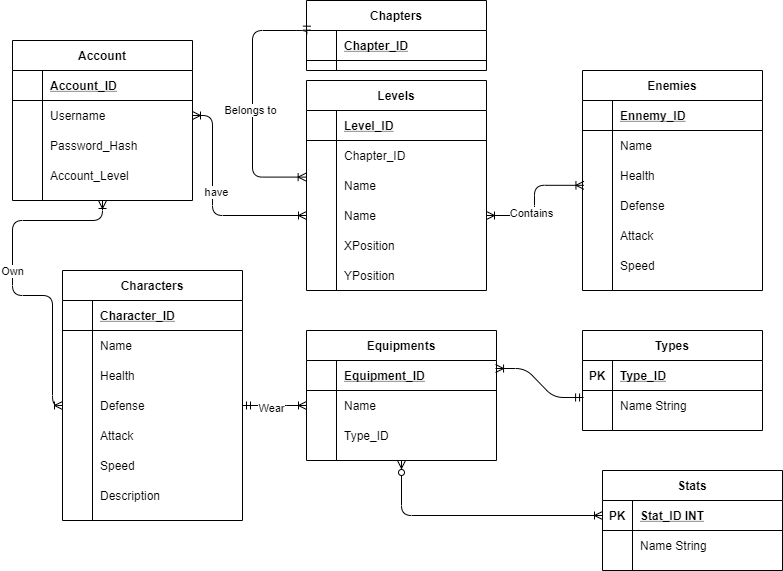 Chapters
Chapter_ID
Account
Account_ID
Username
Password_Hash
Account_Level
Belongs to
have
Levels
Level_ID
Chapter_ID
Name
Name
XPosition
YPosition
Contains
Enemies
Ennemy_ID
Name
Health
Defense
Attack
Speed
Own
Characters
Character_ID
Name
Health
Defense
Attack
Speed
Description
Wear
Equipments
Equipment_ID
Name
Type_ID
Types
PK Type_ID
Name String
Stats
PK Stat_ID INT
Name String